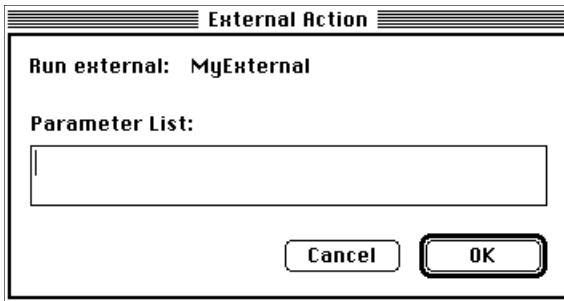 External Action
Run external: MyExternal
Parameter List:
Cancel OK